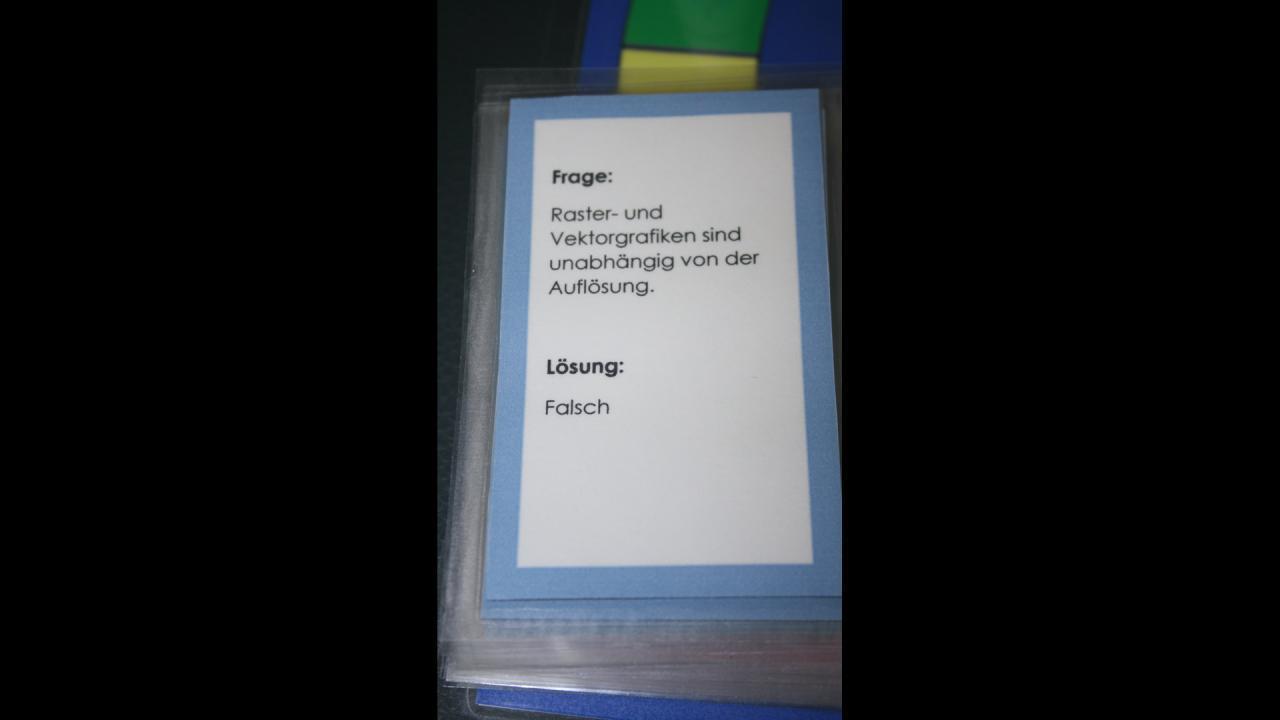 Frage:
Raster- und
Vektorgrafiken sind
unabhängig von der
Auflösung.
Lösung:
Falsch